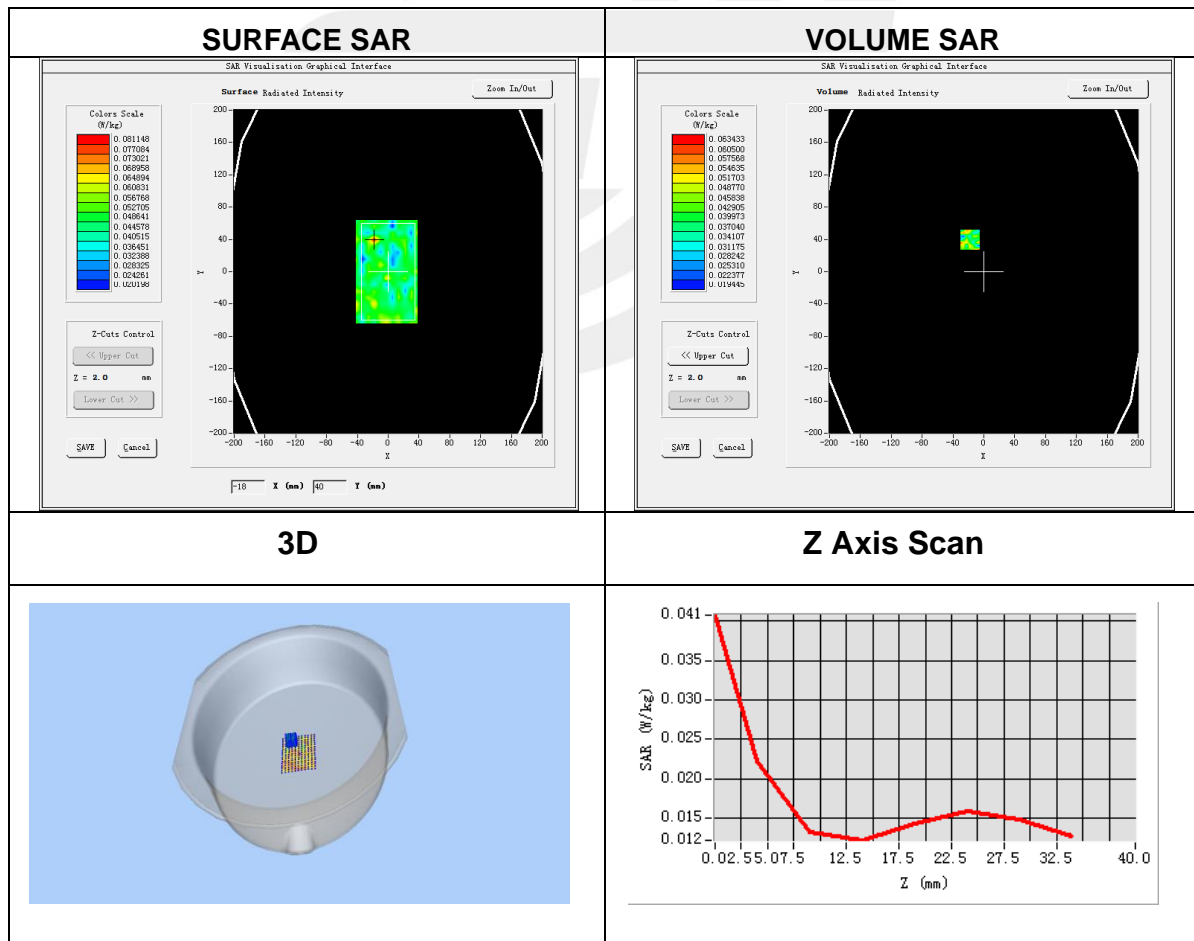 SURFACE SAR
SAR Visualisation Graphical Interface
Surface Radiated Intensity
Zoom In/Out
Colors Scale
(W/kg)
0.081148
0.077084
0.073021
0.068958
0.064894
0.060831
0.056768
0.052705
0.048641
0.044578
0.040515
0.036451
0.032388
0.028325
0.024261
0.020198
Z-Cuts Control
<< Upper Cut
Z = 2.0 mm
Lower Cut >>
SAVE Cancel
200
160
120
80
40
0
-40
-80
-120
-160
-200
Y
-200 -160 -120 -80 -40 0 40 80 120 160 200
X
-18 X (mm) 40 Y (mm)
VOLUME SAR
SAR Visualisation Graphical Interface
Volume Radiated Intensity
Zoom In/Out
Colors Scale
(W/kg)
0.063433
0.060500
0.057568
0.054635
0.051703
0.048770
0.045838
0.042905
0.039973
0.037040
0.034107
0.031175
0.028242
0.025310
0.022377
0.019445
Z-Cuts Control
<< Upper Cut
Z = 2.0 mm
Lower Cut >>
SAVE Cancel
200
160
120
80
40
0
-40
-80
-120
-160
-200
Y
-200 -160 -120 -80 -40 0 40 80 120 160 200
X
3D
Z Axis Scan
0.041
0.035
0.030
0.025
0.020
0.015
0.012
SAR (W/kg)
0.0 2.5 5.0 7.5 12.5 17.5 22.5 27.5 32.5 40.0
Z (mm)